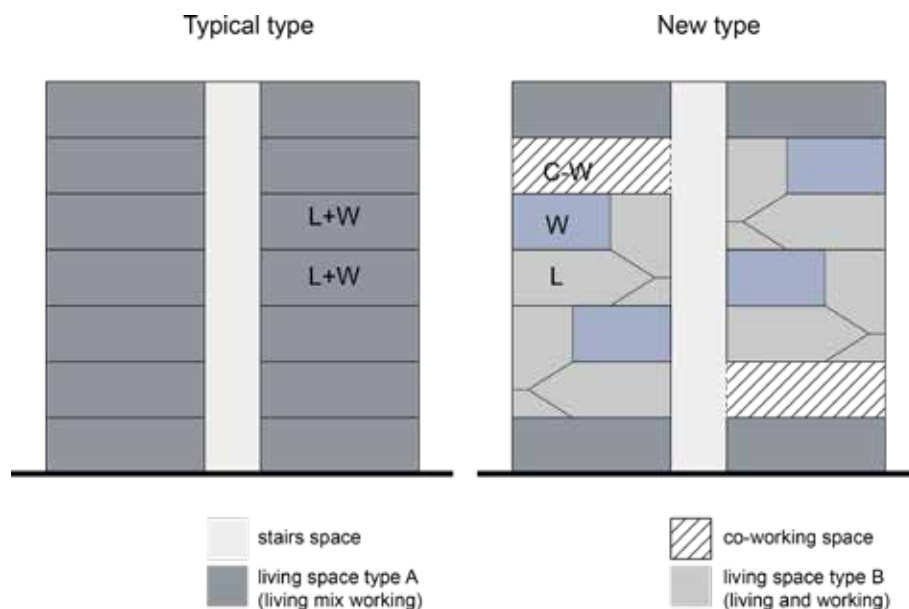 Typical type
New type
C-W
L+W
W
L+W
L
stairs space
living space type A
(living mix working)
co-working space
living space type B
(living and working)